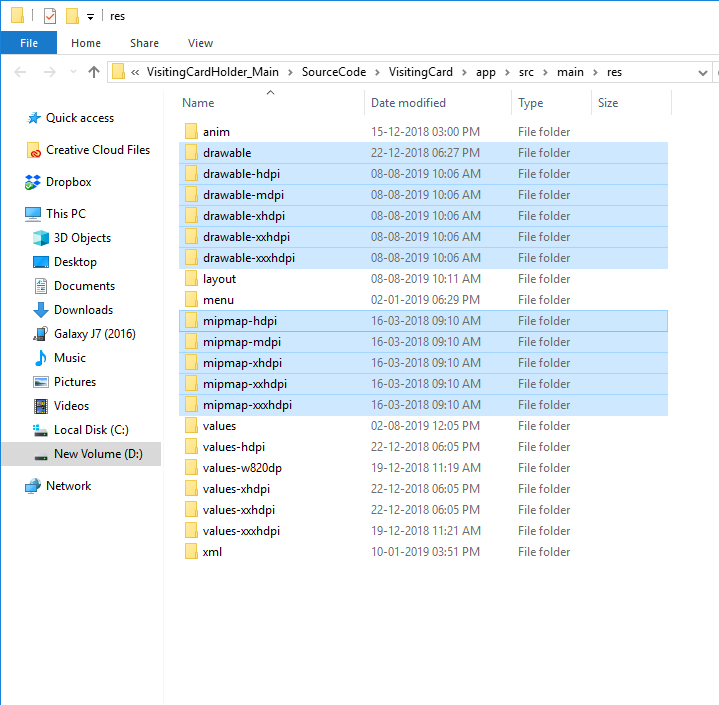 res
File Home Share View
« VisitingCardHolder_Main > SourceCode > VisitingCard > app > src > main > res
Name Date modified Type Size
Quick access
Creative Cloud Files
Dropbox
This PC
3D Objects
Desktop
Documents
Downloads
Galaxy J7 (2016)
Music
Pictures
Videos
Local Disk (C:)
New Volume (D:)
Network
anim 15-12-2018 03:00 PM File folder
drawable 22-12-2018 06:27 PM File folder
drawable-hdpi 08-08-2019 10:06 AM File folder
drawable-mdpi 08-08-2019 10:06 AM File folder
drawable-xhdpi 08-08-2019 10:06 AM File folder
drawable-xxhdpi 08-08-2019 10:06 AM File folder
drawable-xxxhdpi 08-08-2019 10:06 AM File folder
layout 08-08-2019 10:11 AM File folder
menu 02-01-2019 06:29 PM File folder
mipmap-hdpi 16-03-2018 09:10 AM File folder
mipmap-mdpi 16-03-2018 09:10 AM File folder
mipmap-xhdpi 16-03-2018 09:10 AM File folder
mipmap-xxhdpi 16-03-2018 09:10 AM File folder
mipmap-xxxhdpi 16-03-2018 09:10 AM File folder
values 02-08-2019 12:05 PM File folder
values-hdpi 22-12-2018 06:05 PM File folder
values-w820dp 19-12-2018 11:19 AM File folder
values-xhdpi 22-12-2018 06:05 PM File folder
values-xxhdpi 22-12-2018 06:05 PM File folder
values-xxxhdpi 19-12-2018 11:21 AM File folder
xml 10-01-2019 03:51 PM File folder